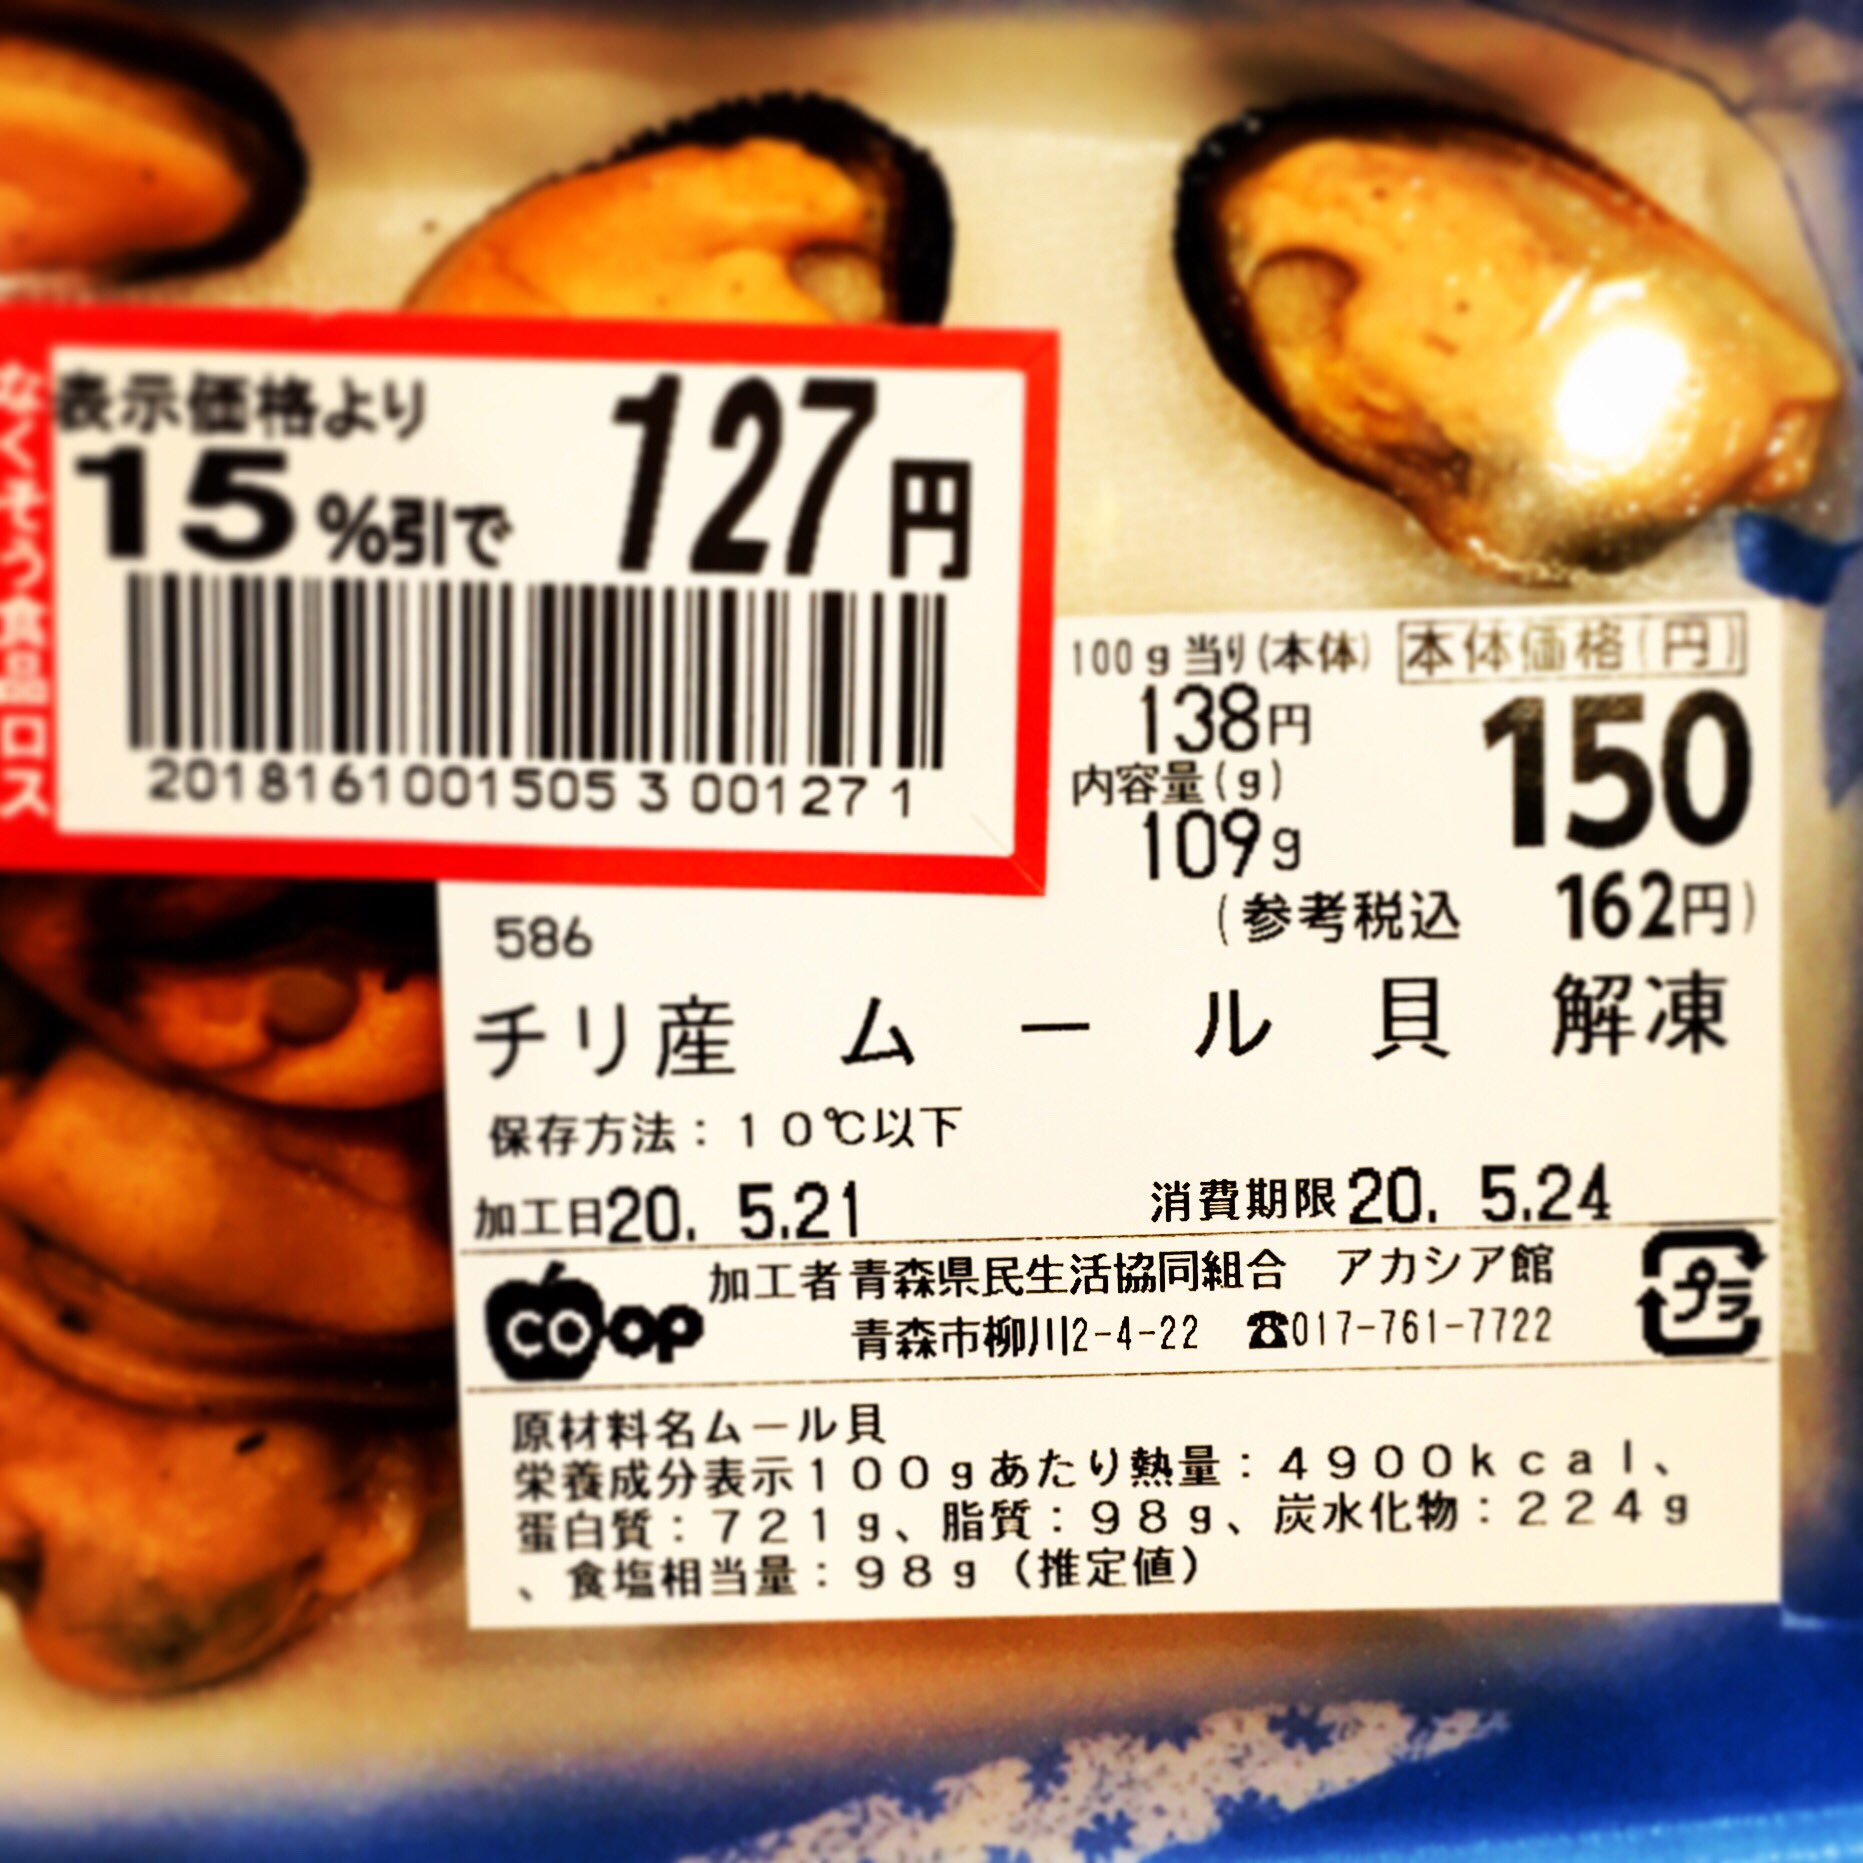 なくそう食品ロス
表示価格より
15%引で 127円
2018161001505 3 00127 1
100g当り(本体) 本体価格(円)
138円 150
内容量(g)
109g
(参考税込 162円)
586
チリ産 ムール貝 解凍
保存方法：１０℃以下
加工日20. 5.21 消費期限20. 5.24
co-op 加工者 青森県民生活協同組合 アカシア館
青森市柳川2-4-22 ☎017-761-7722
プラ
原材料名ムール貝
栄養成分表示１００ｇあたり熱量：４９００ｋｃａｌ、
蛋白質：７２１ｇ、脂質：９８ｇ、炭水化物：２２４ｇ
、食塩相当量：９８ｇ（推定値）